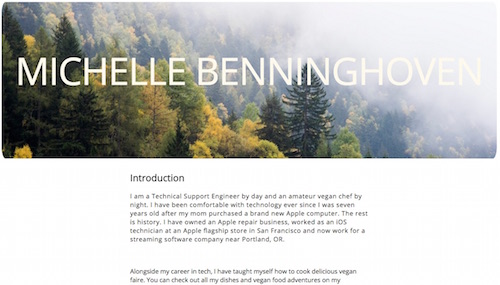 MICHELLE BENNINGHOVEN
Introduction
I am a Technical Support Engineer by day and an amateur vegan chef by
night. I have been comfortable with technology ever since I was seven
years old after my mom purchased a brand new Apple computer. The rest
is history. I have owned an Apple repair business, worked as an iOS
technician at an Apple flagship store in San Francisco and now work for a
streaming software company near Portland, OR.
Alongside my career in tech, I have taught myself how to cook delicious vegan
faire. You can check out all my dishes and vegan food adventures on my